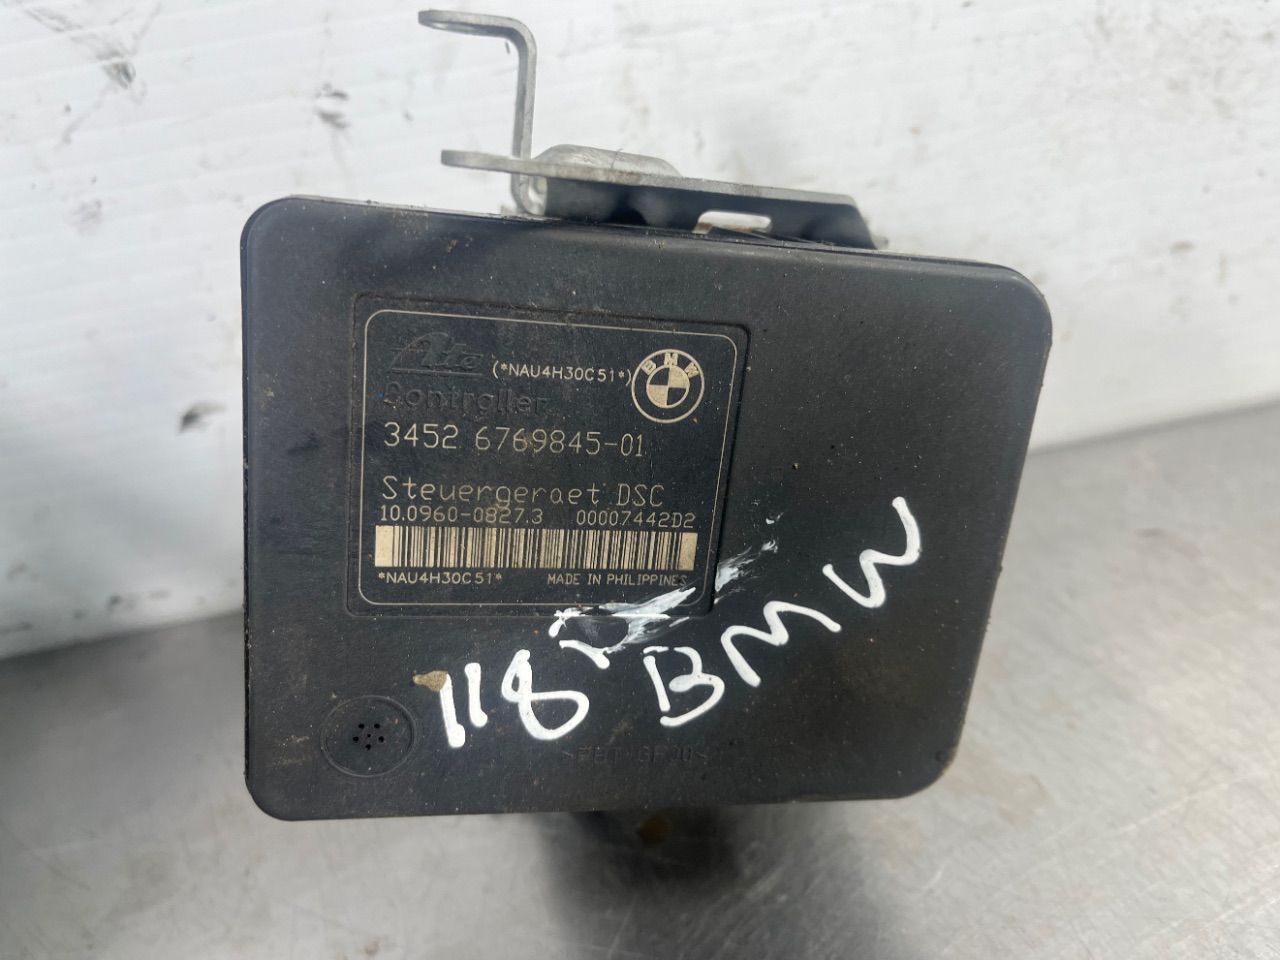 Ate (*NAU4H30C51*) BMW
Controller
3452 6769845-01
Steuergeraet DSC
10.0960-0827.3 00007442D2
*NAU4H30C51* MADE IN PHILIPPINES
118D BMW